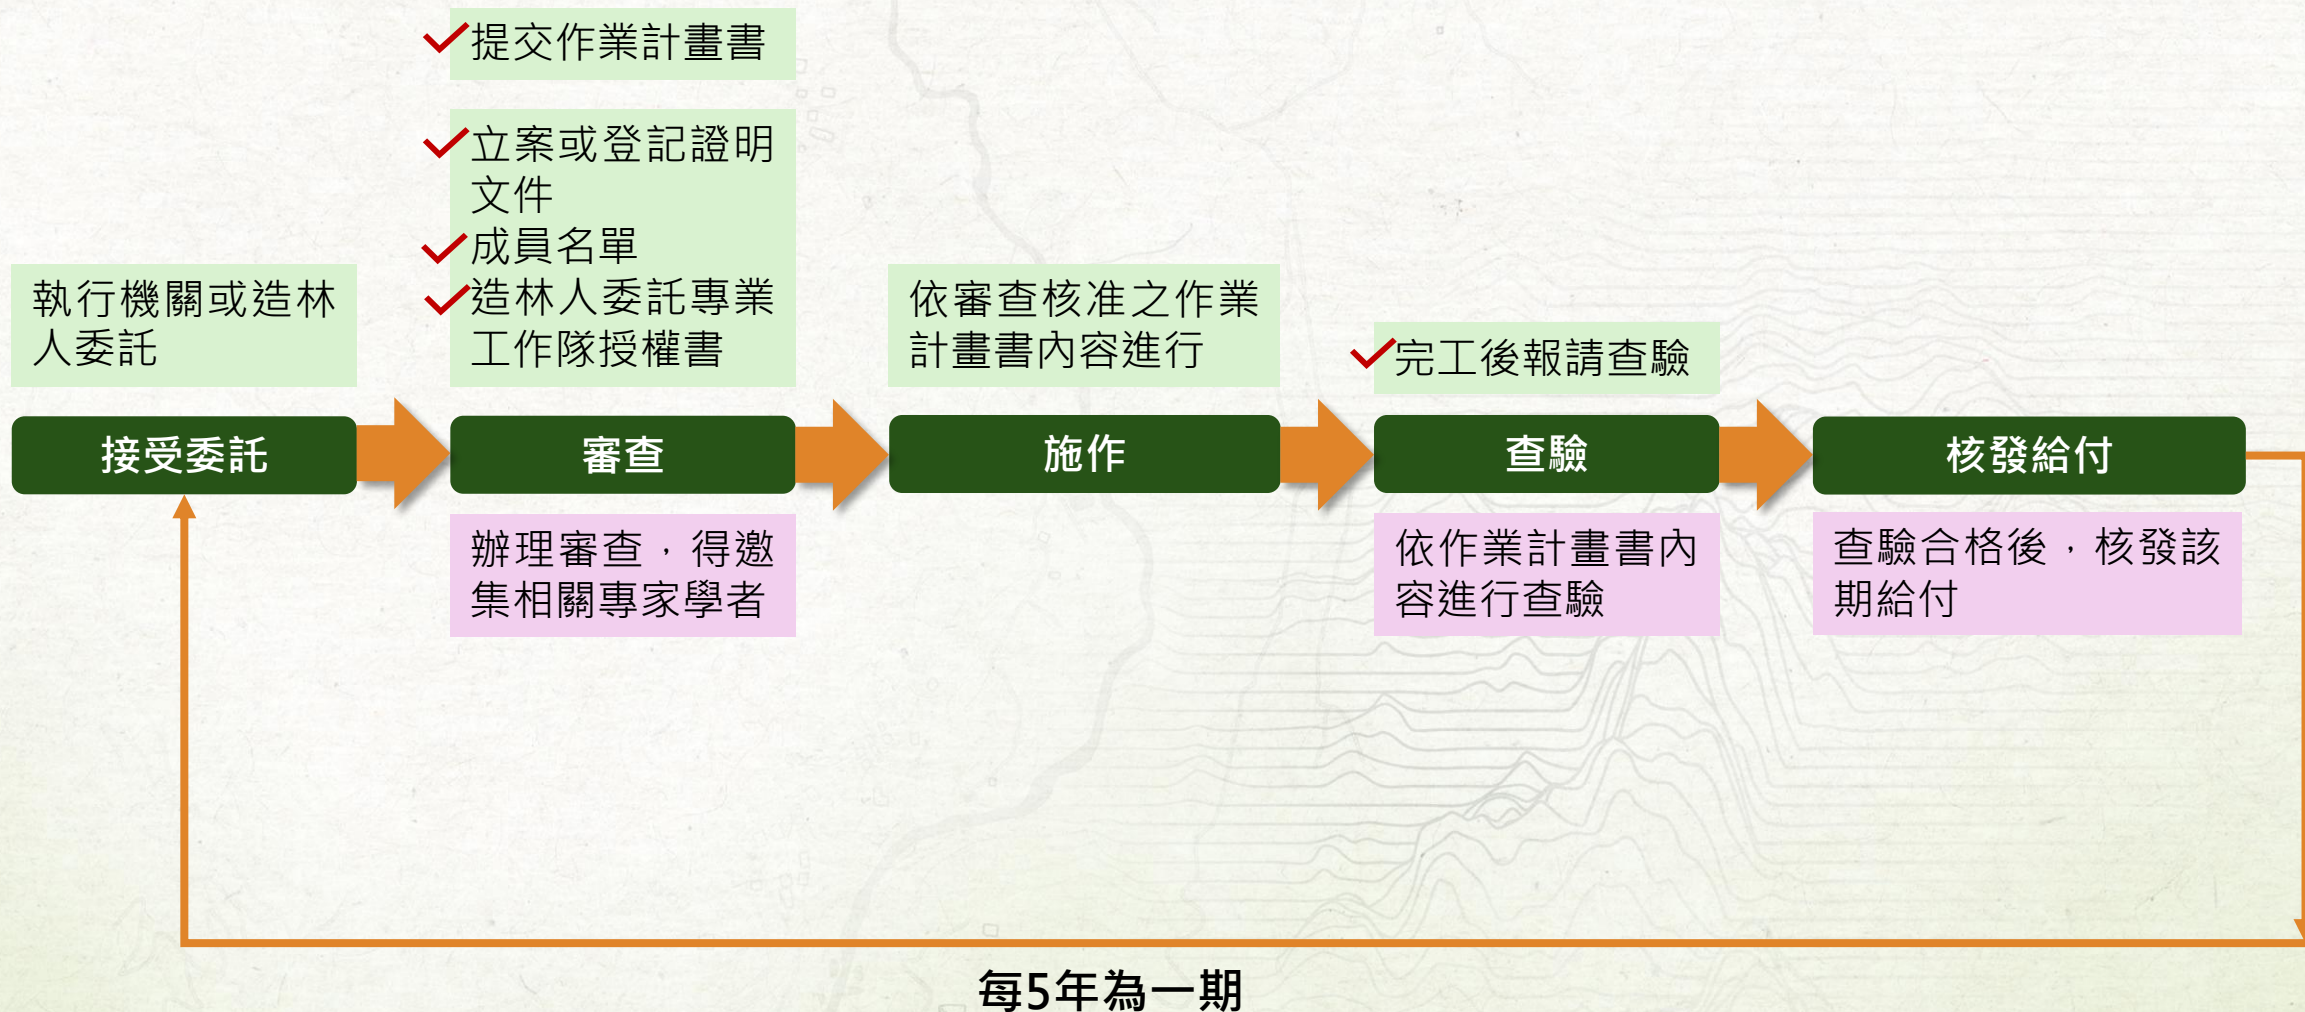 提交作業計畫書
立案或登記證明
文件
成員名單
造林人委託專業
工作隊授權書
執行機關或造林
人委託
依審查核准之作業
計畫書內容進行
完工後報請查驗
接受委託
審查
施作
查驗
核發給付
辦理審查，得邀
集相關專家學者
依作業計畫書內
容進行查驗
查驗合格後，核發該
期給付
每5年為一期